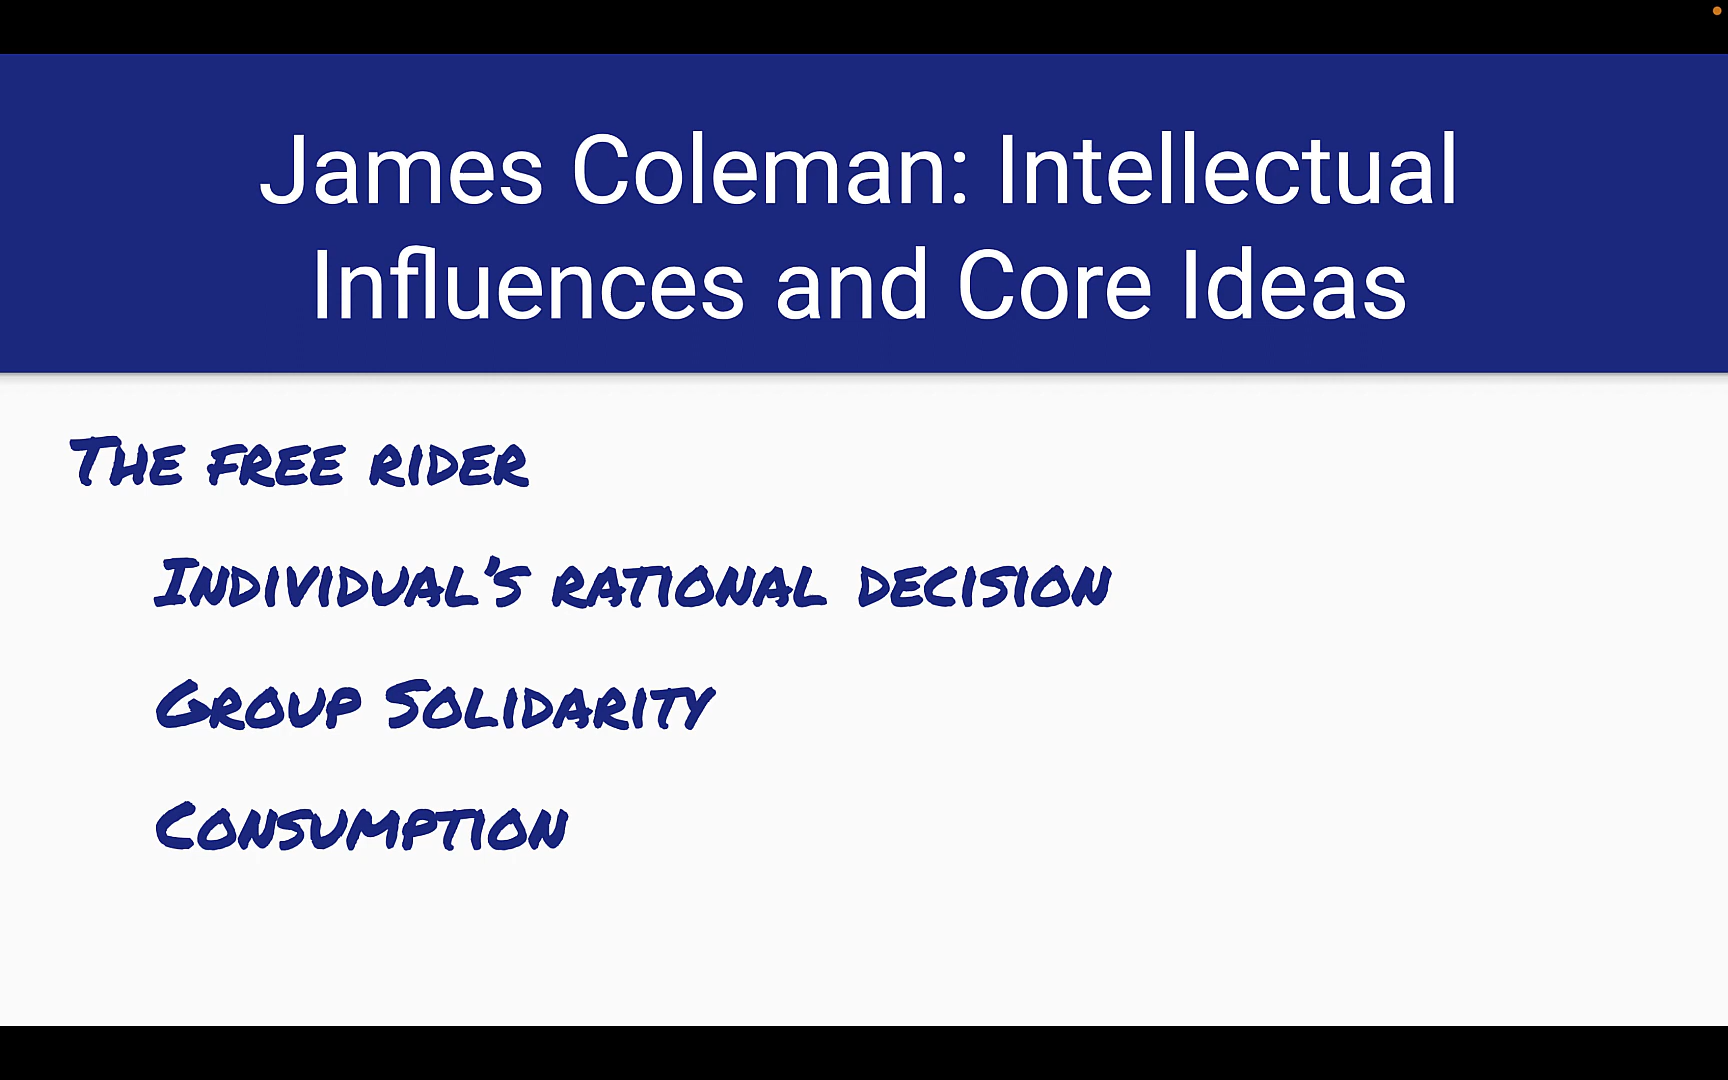 James Coleman: Intellectual
Influences and Core Ideas
The free rider
Individual's rational decision
Group Solidarity
Consumption